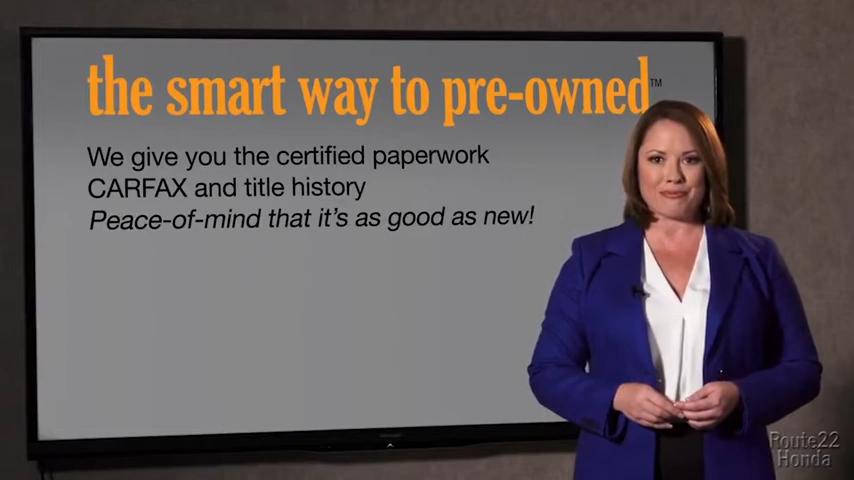 the smart way to pre-owned™
We give you the certified paperwork
CARFAX and title history
Peace-of-mind that it's as good as new!
Route22
Honda